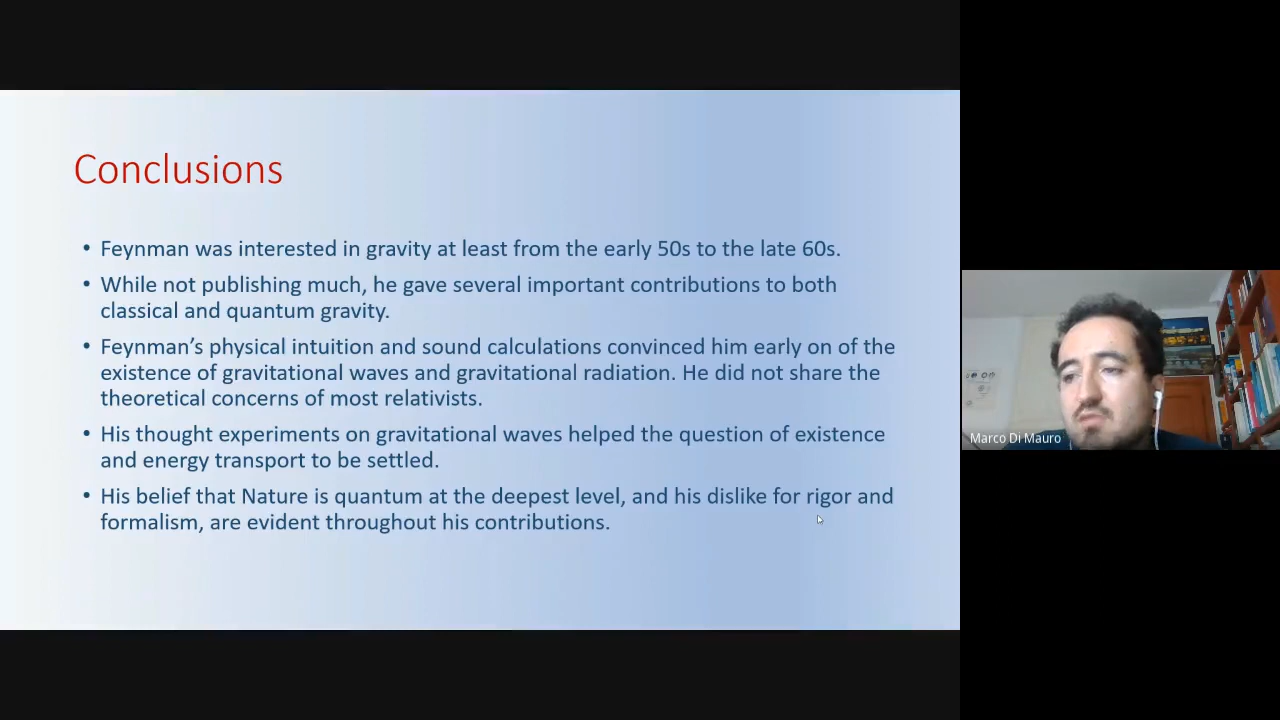 Conclusions
• Feynman was interested in gravity at least from the early 50s to the late 60s.
• While not publishing much, he gave several important contributions to both
classical and quantum gravity.
• Feynman’s physical intuition and sound calculations convinced him early on of the
existence of gravitational waves and gravitational radiation. He did not share the
theoretical concerns of most relativists.
• His thought experiments on gravitational waves helped the question of existence
and energy transport to be settled.
• His belief that Nature is quantum at the deepest level, and his dislike for rigor and
formalism, are evident throughout his contributions.
Marco Di Mauro